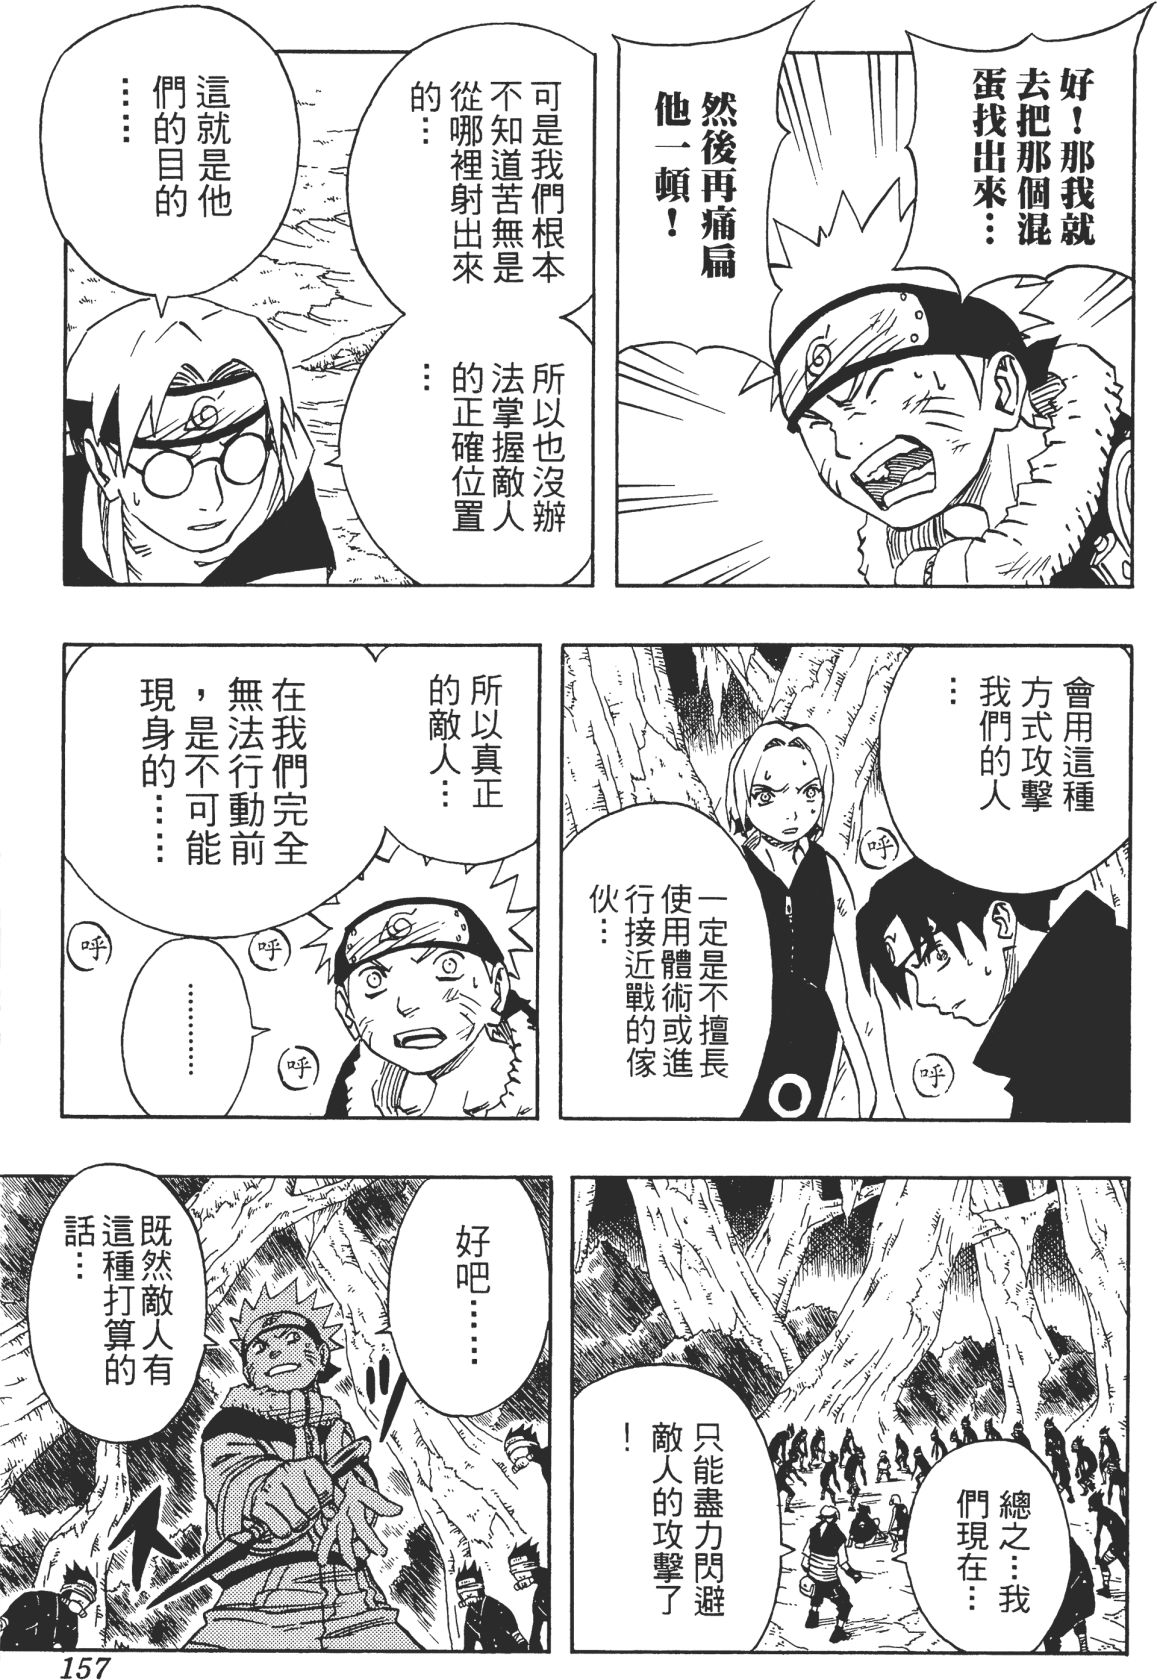 好！那我就
去把那個混
蛋找出來…
然後再痛扁
他一頓！
可是我們根本
不知道苦無是
從哪裡射出來
的…
所以也沒辦
法掌握敵人
的正確位置
…
這就是他
們的目的
……
會用這種
方式攻擊
我們的人
…
呼
一定是不擅長
使用體術或進
行接近戰的傢
伙…
呼
所以真正
的敵人…
在我們完全
無法行動前
，是不可能
現身的……
呼
呼
………
呼
總之…我
們現在…
只能盡力閃避
敵人的攻擊了
！
好吧……
既然敵人有
這種打算的
話…
157